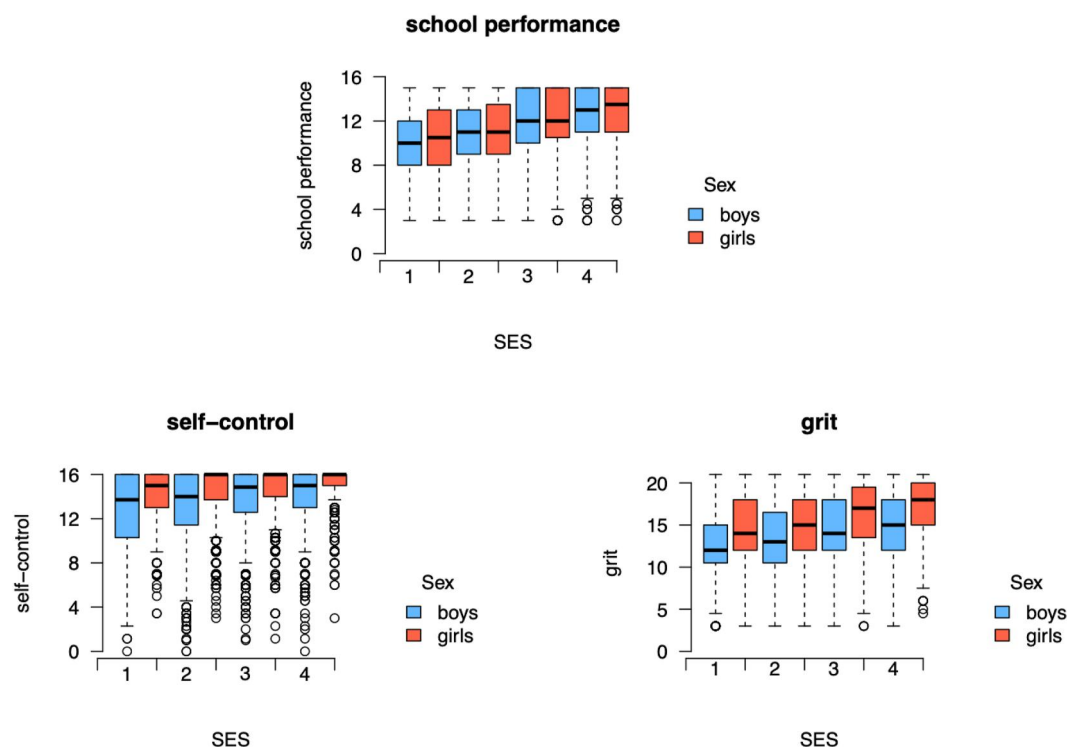 school performance
school performance
16
12
8
4
0
1 2 3 4
SES
Sex
boys
girls
self−control
self−control
16
12
8
4
0
1 2 3 4
SES
Sex
boys
girls
grit
grit
20
15
10
5
0
1 2 3 4
SES
Sex
boys
girls